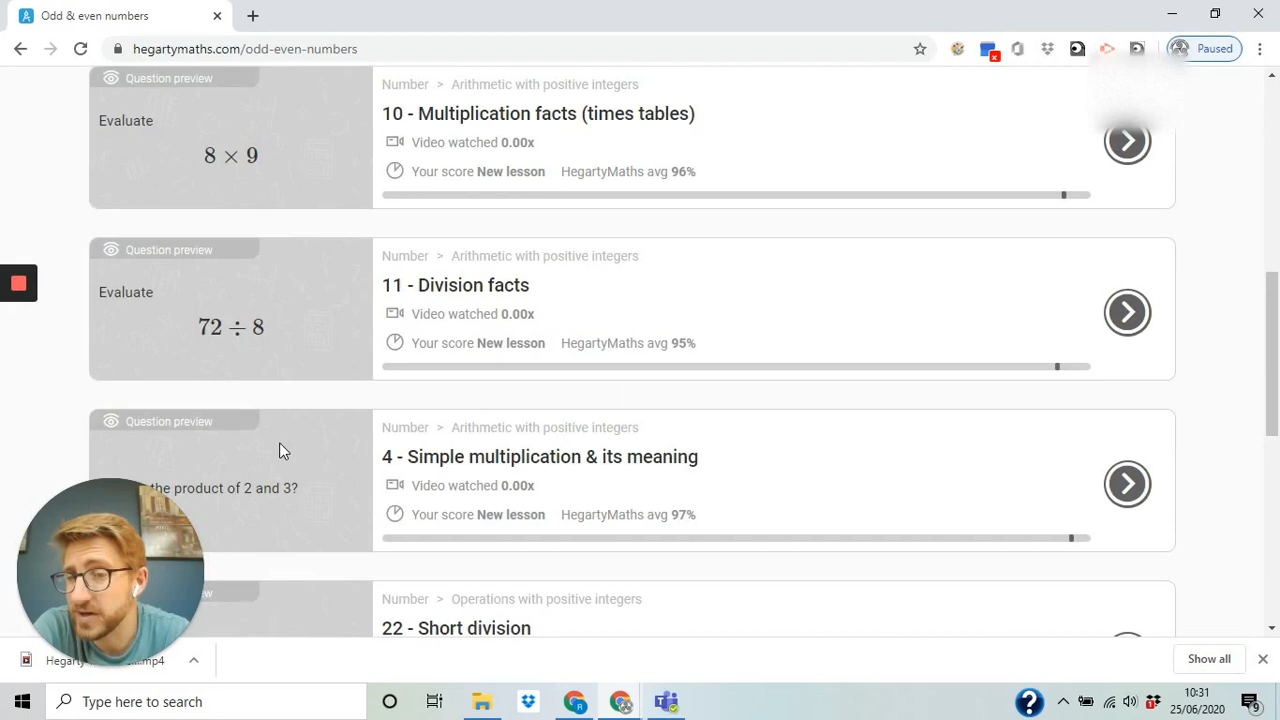 Odd & even numbers
hegartymaths.com/odd-even-numbers
Paused
Question preview
Evaluate
8 × 9
Number > Arithmetic with positive integers
10 - Multiplication facts (times tables)
Video watched 0.00x
Your score New lesson HegartyMaths avg 96%
Question preview
Evaluate
72 ÷ 8
Number > Arithmetic with positive integers
11 - Division facts
Video watched 0.00x
Your score New lesson HegartyMaths avg 95%
Question preview
the product of 2 and 3?
Number > Arithmetic with positive integers
4 - Simple multiplication & its meaning
Video watched 0.00x
Your score New lesson HegartyMaths avg 97%
Number > Operations with positive integers
22 - Short division
Hegarty
.mp4
Show all
Type here to search
10:31
25/06/2020
9